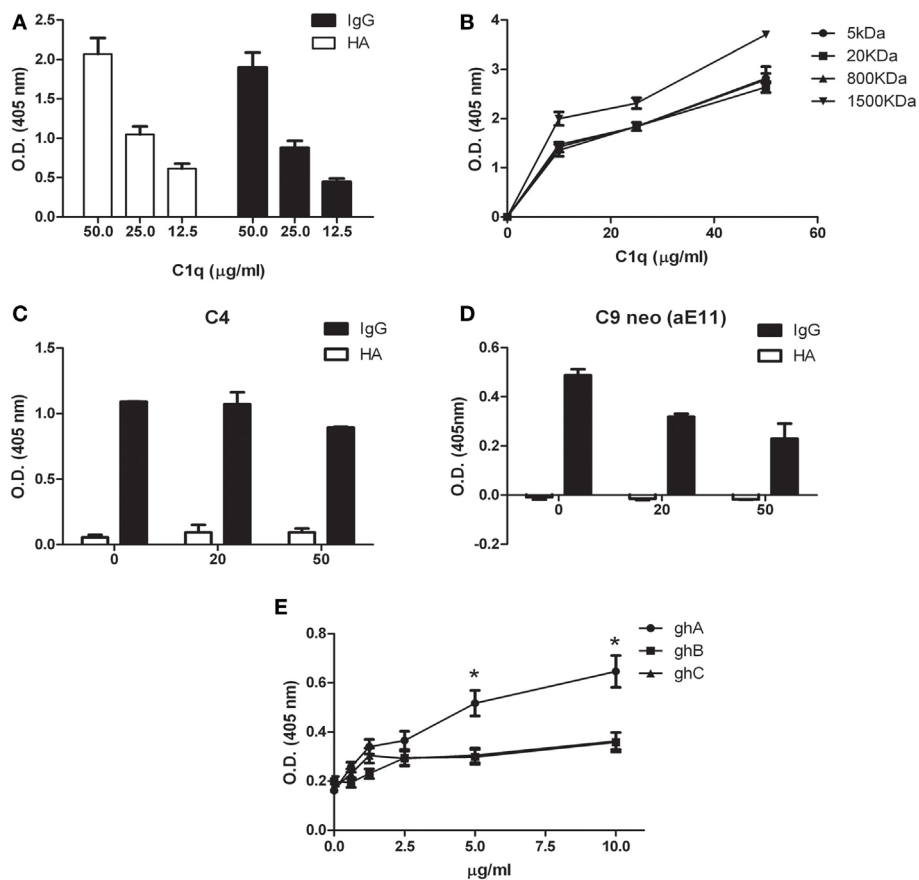 A
IgG
HA
2.5
2.0
1.5
1.0
0.5
0.0
O.D. (405 nm)
50.0 25.0 12.5 50.0 25.0 12.5
C1q (μg/ml)
B
5kDa
20KDa
800KDa
1500KDa
4
3
2
1
0
O.D. (405 nm)
0 20 40 60
C1q (μg/ml)
C
C4
IgG
HA
1.5
1.0
0.5
0.0
O.D. (405 nm)
0 20 50
D
C9 neo (aE11)
IgG
HA
0.6
0.4
0.2
0.0
-0.2
O.D. (405nm)
0 20 50
E
ghA
ghB
ghC
0.8
0.6
0.4
0.2
0.0
O.D. (405 nm)
* *
0.0 2.5 5.0 7.5 10.0
μg/ml